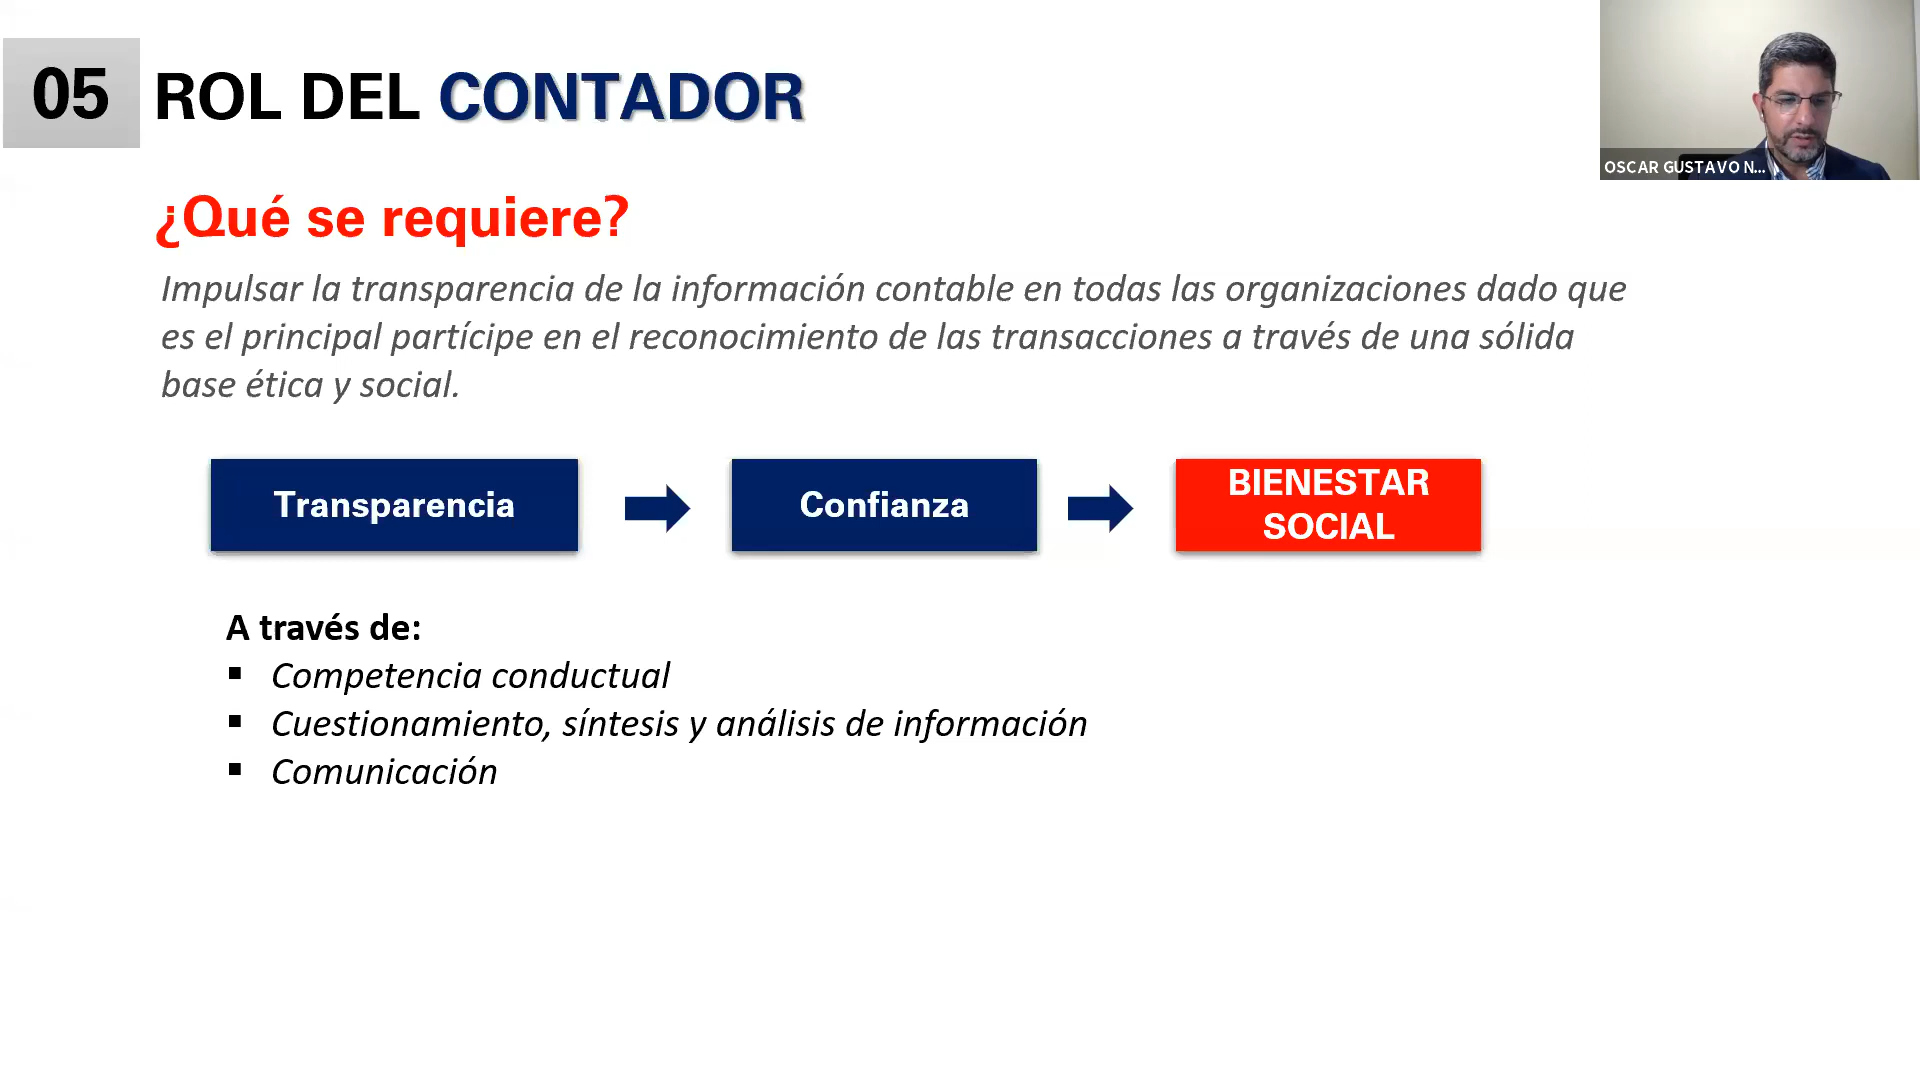 05 ROL DEL CONTADOR
OSCAR GUSTAVO N...
¿Qué se requiere?
Impulsar la transparencia de la información contable en todas las organizaciones dado que
es el principal partícipe en el reconocimiento de las transacciones a través de una sólida
base ética y social.
Transparencia
Confianza
BIENESTAR
SOCIAL
A través de:
▪ Competencia conductual
▪ Cuestionamiento, síntesis y análisis de información
▪ Comunicación